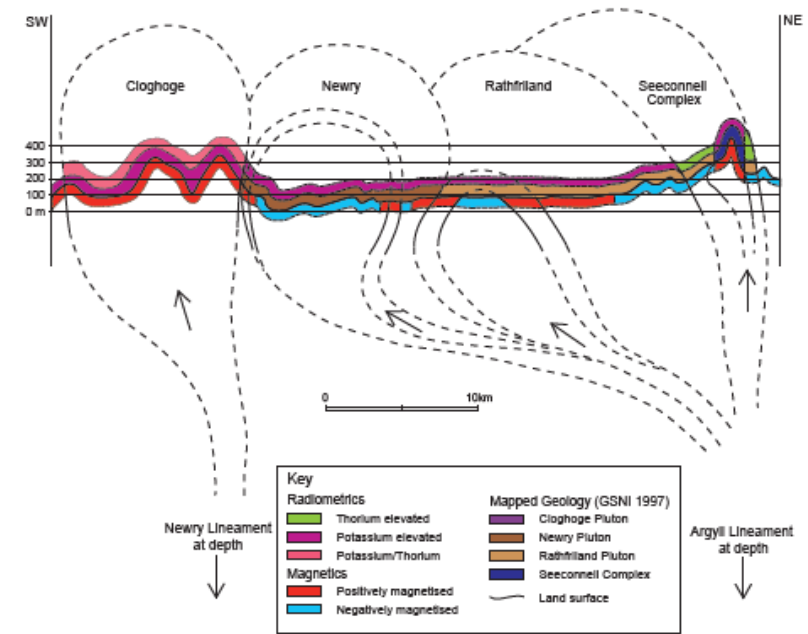 SW
NE
Cloghoge
Newry
Rathfriland
Seeconnell
Complex
400
300
200
100
0 m
0
10km
Newry Lineament
at depth
Argyll Lineament
at depth
Key
Radiometrics
Thorium elevated
Potassium elevated
Potassium/Thorium
Magnetics
Positively magnetised
Negatively magnetised
Mapped Geology (GSNI 1997)
Cloghoge Pluton
Newry Pluton
Rathfriland Pluton
Seeconnell Complex
Land surface